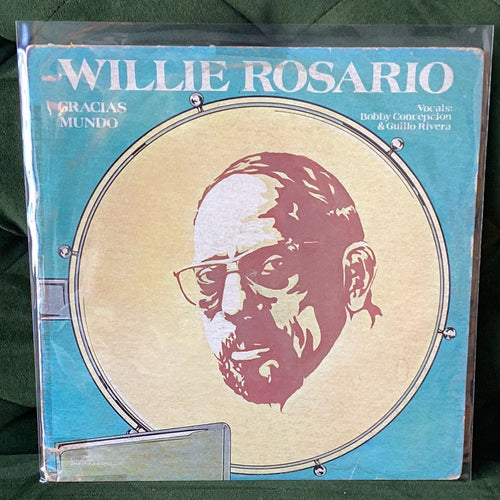 WILLIE ROSARIO
GRACIAS
MUNDO
Vocals:
Bobby Concepcion
& Guillo Rivera